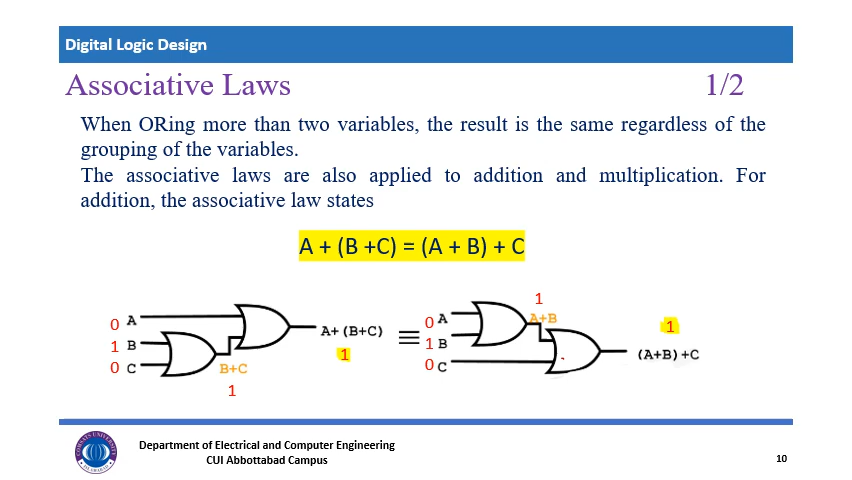 Digital Logic Design
Associative Laws 1/2
When ORing more than two variables, the result is the same regardless of the
grouping of the variables.
The associative laws are also applied to addition and multiplication. For
addition, the associative law states
A + (B +C) = (A + B) + C
0 A
1 B
0 C
B+C
1
A+ (B+C)
1
≡
0 A
1 B
0 C
1
A+B
1
(A+B) +C
Department of Electrical and Computer Engineering
CUI Abbottabad Campus
10